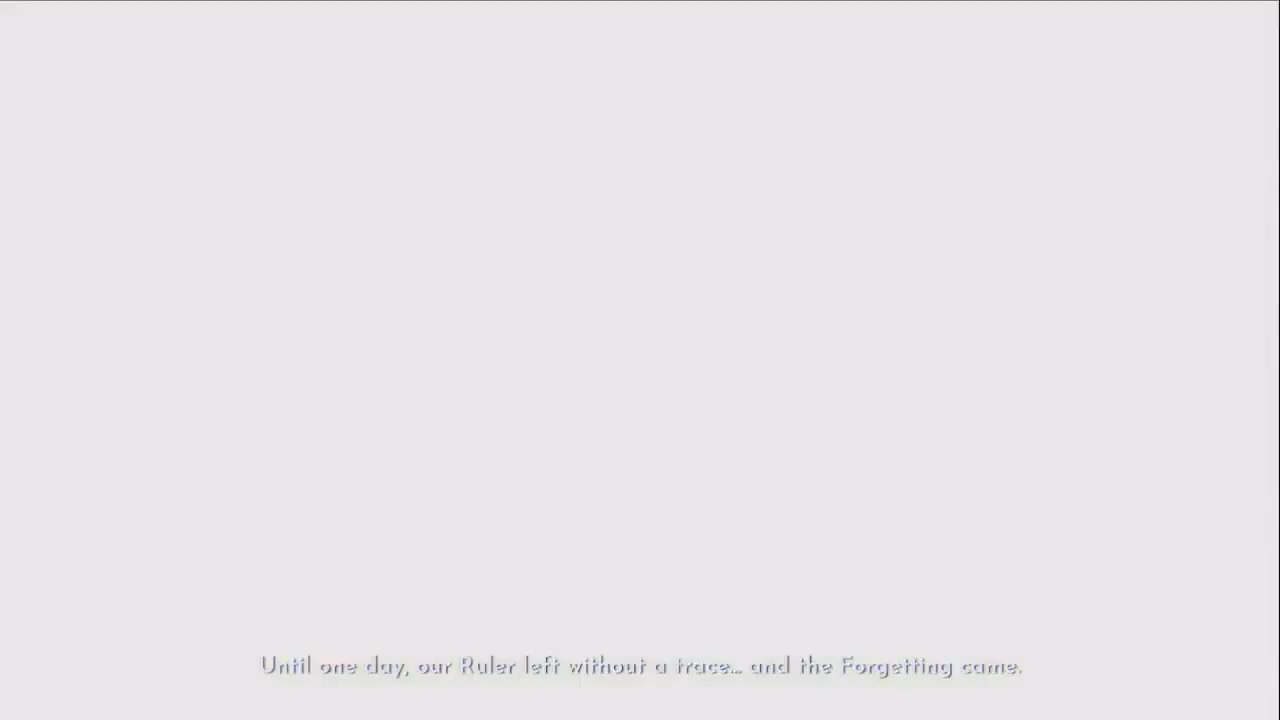 Until one day, our Ruler left without a trace... and the Forgetting came.